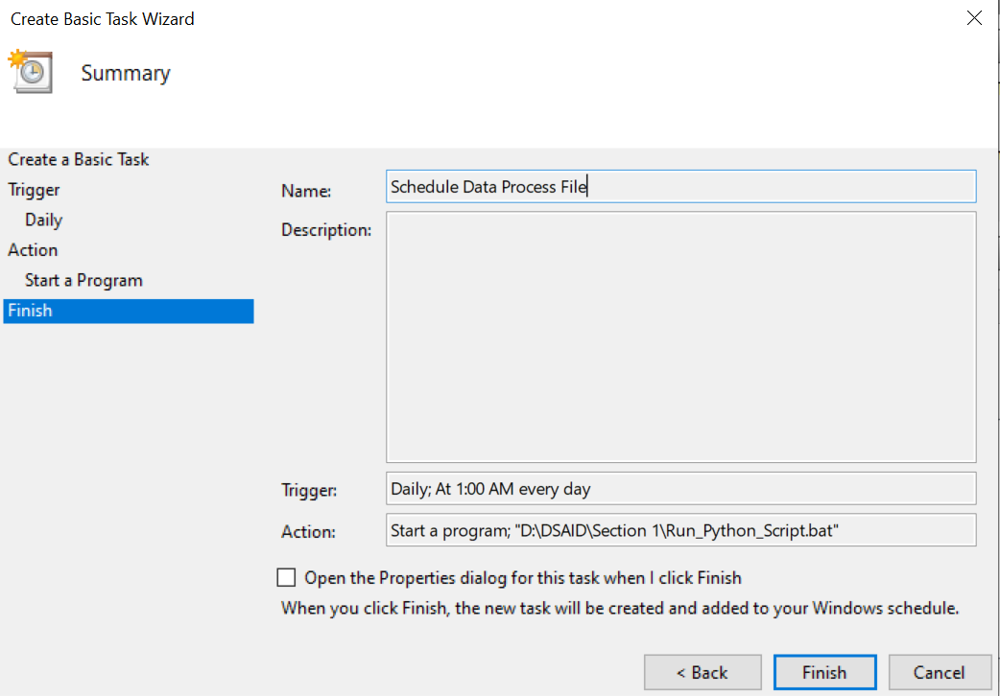 Create Basic Task Wizard
Summary
Create a Basic Task
Trigger
Daily
Action
Start a Program
Finish
Name:
Schedule Data Process File
Description:
Trigger:
Daily; At 1:00 AM every day
Action:
Start a program; "D:\DSAID\Section 1\Run_Python_Script.bat"
Open the Properties dialog for this task when I click Finish
When you click Finish, the new task will be created and added to your Windows schedule.
< Back
Finish
Cancel